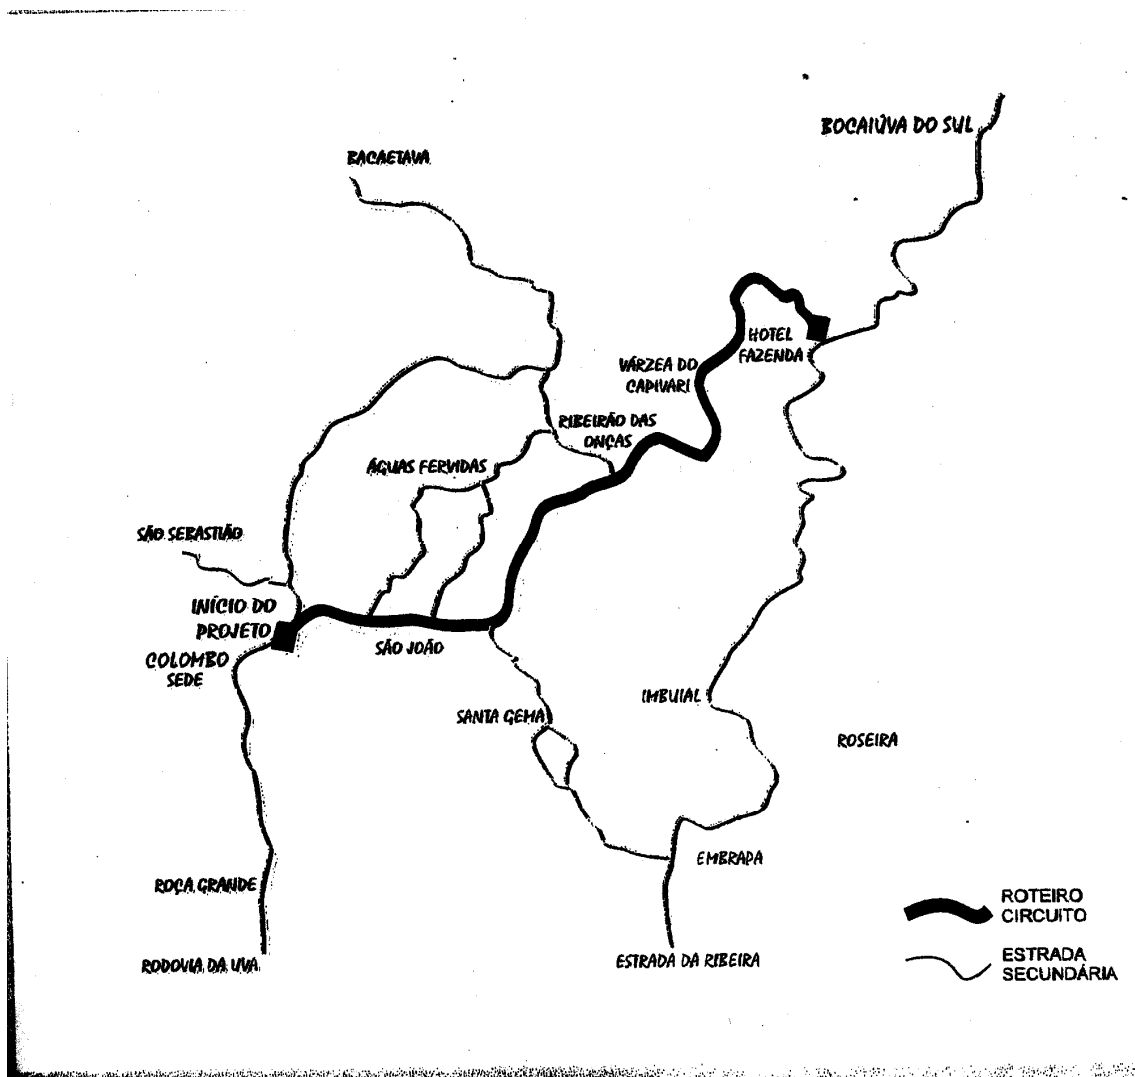 BOCAIÚVA DO SUL
BACAETAVA
HOTEL
FAZENDA
VÁRZEA DO
CAPIVARI
RIBEIRÃO DAS
ONÇAS
ÁGUAS FERVIDAS
SÃO SEBASTIÃO
INÍCIO DO
PROJETO
COLOMBO
SEDE
SÃO JOÃO
IMBUIAL
SANTA GEMA
ROSEIRA
EMBRAPA
ROÇA GRANDE
RODOVIA DA UVA
ESTRADA DA RIBEIRA
ROTEIRO
CIRCUITO
ESTRADA
SECUNDÁRIA